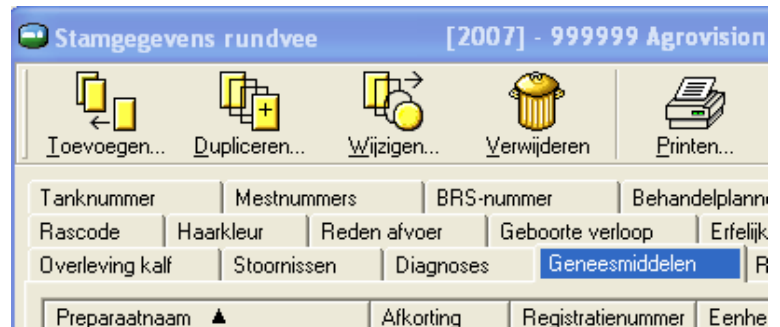 Stamgegevens rundvee [2007] - 999999 Agrovision
Toevoegen... Dupliceren... Wijzigen... Verwijderen Printen...
Tanknummer Mestnummers BRS-nummer
Rascode Haarkleur Reden afvoer Geboorte verloop
Overleving kalf Stoornissen Diagnoses Geneesmiddelen
Preparaatnaam ▲ Afkorting Registratienummer